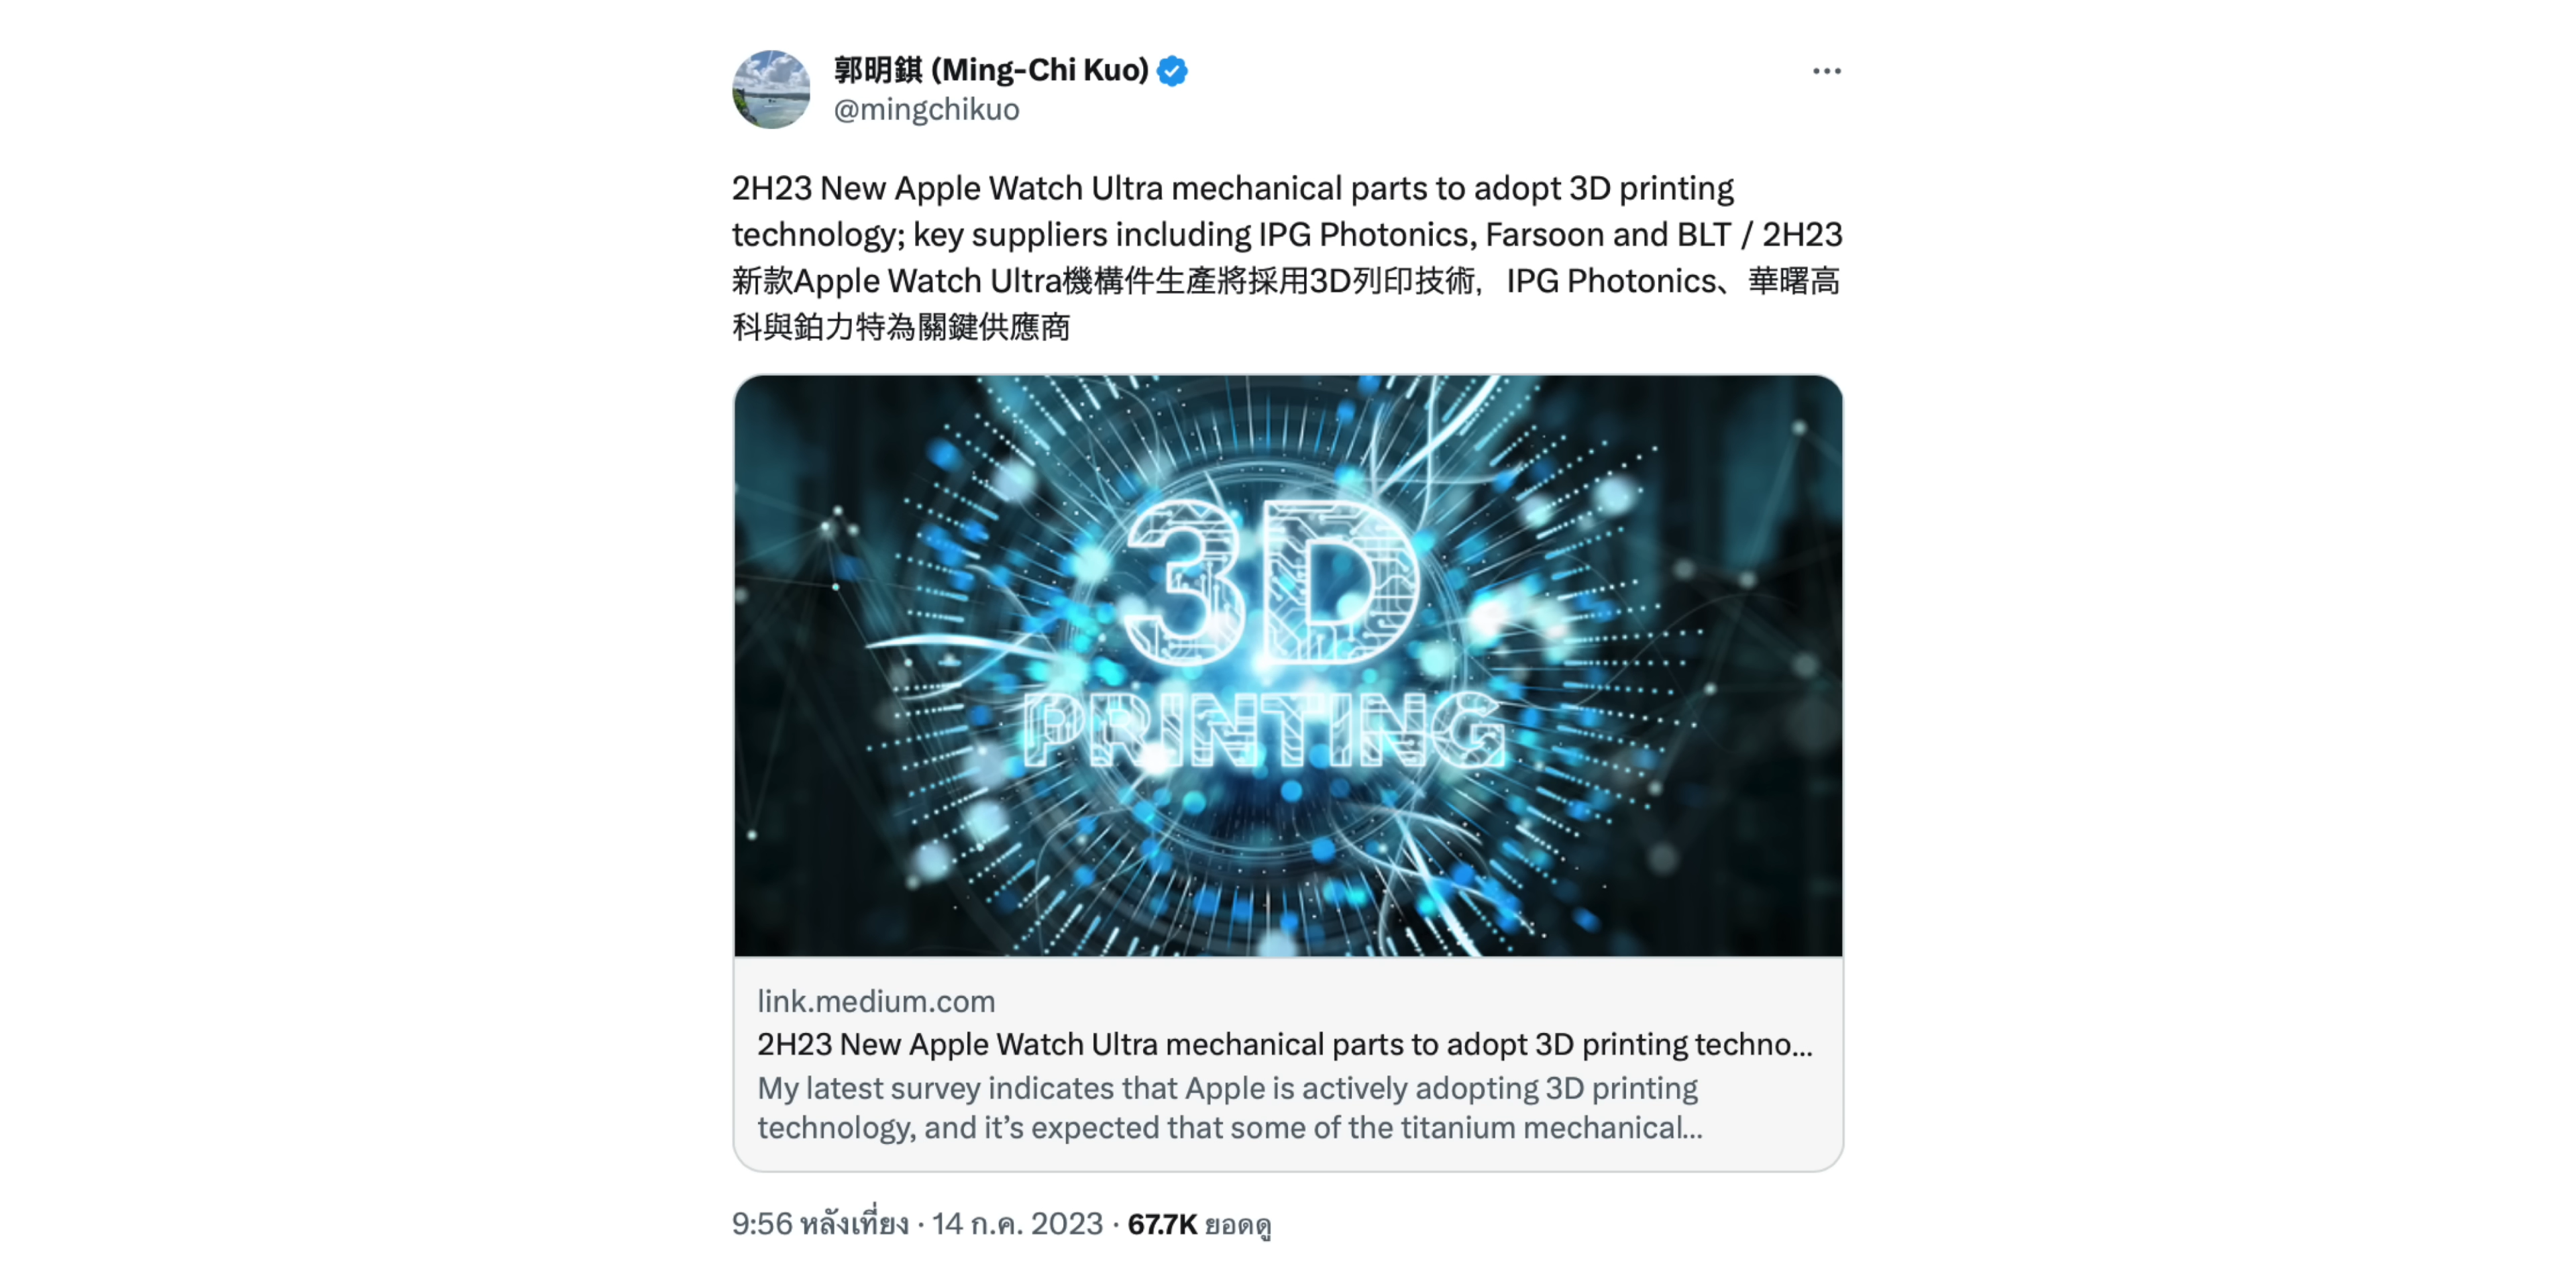 郭明錤 (Ming-Chi Kuo)
@mingchikuo
2H23 New Apple Watch Ultra mechanical parts to adopt 3D printing
technology; key suppliers including IPG Photonics, Farsoon and BLT / 2H23
新款Apple Watch Ultra機構件生產將採用3D列印技術，IPG Photonics、華曙高
科與鉑力特為關鍵供應商
3D
PRINTING
link.medium.com
2H23 New Apple Watch Ultra mechanical parts to adopt 3D printing techno...
My latest survey indicates that Apple is actively adopting 3D printing
technology, and it’s expected that some of the titanium mechanical...
9:56 หลังเที่ยง · 14 ก.ค. 2023 · 67.7K ยอดดู